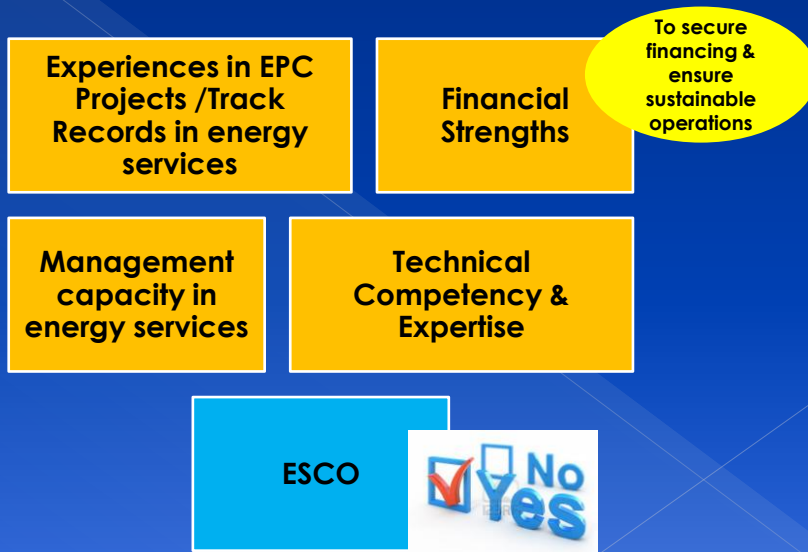 Experiences in EPC
Projects /Track
Records in energy
services
Financial
Strengths
To secure
financing &
ensure
sustainable
operations
Management
capacity in
energy services
Technical
Competency &
Expertise
ESCO
No
Yes